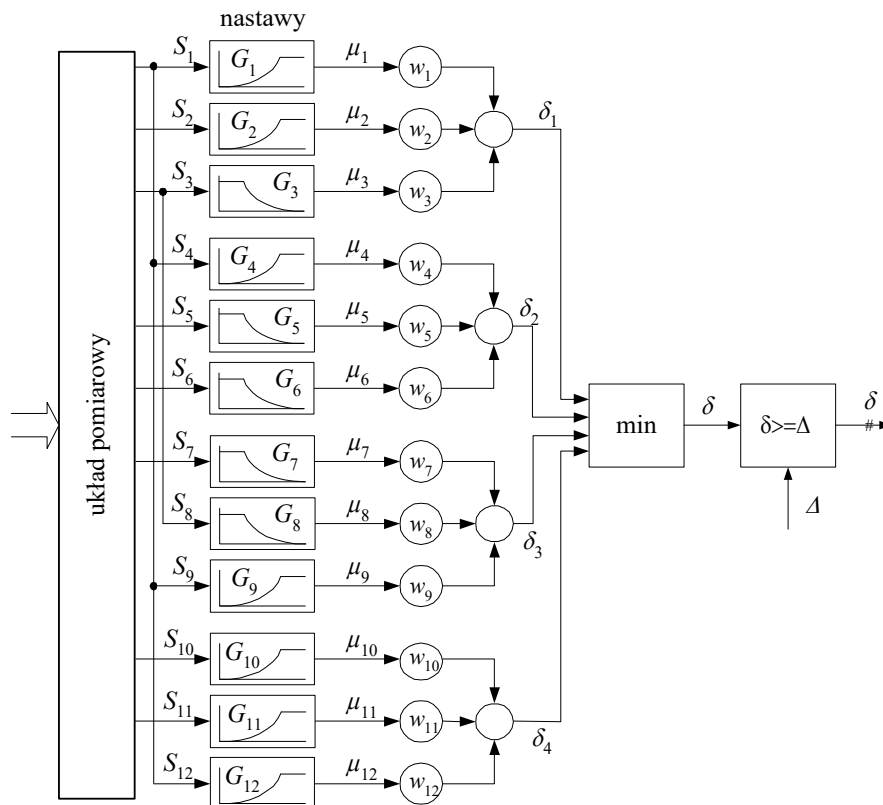 nastawy
układ pomiarowy
S1 G1 μ1 w1
S2 G2 μ2 w2 δ1
S3 G3 μ3 w3
S4 G4 μ4 w4
S5 G5 μ5 w5 δ2
S6 G6 μ6 w6
S7 G7 μ7 w7
S8 G8 μ8 w8 δ3
S9 G9 μ9 w9
S10 G10 μ10 w10
S11 G11 μ11 w11 δ4
S12 G12 μ12 w12
min δ δ>=Δ δ
#
Δ